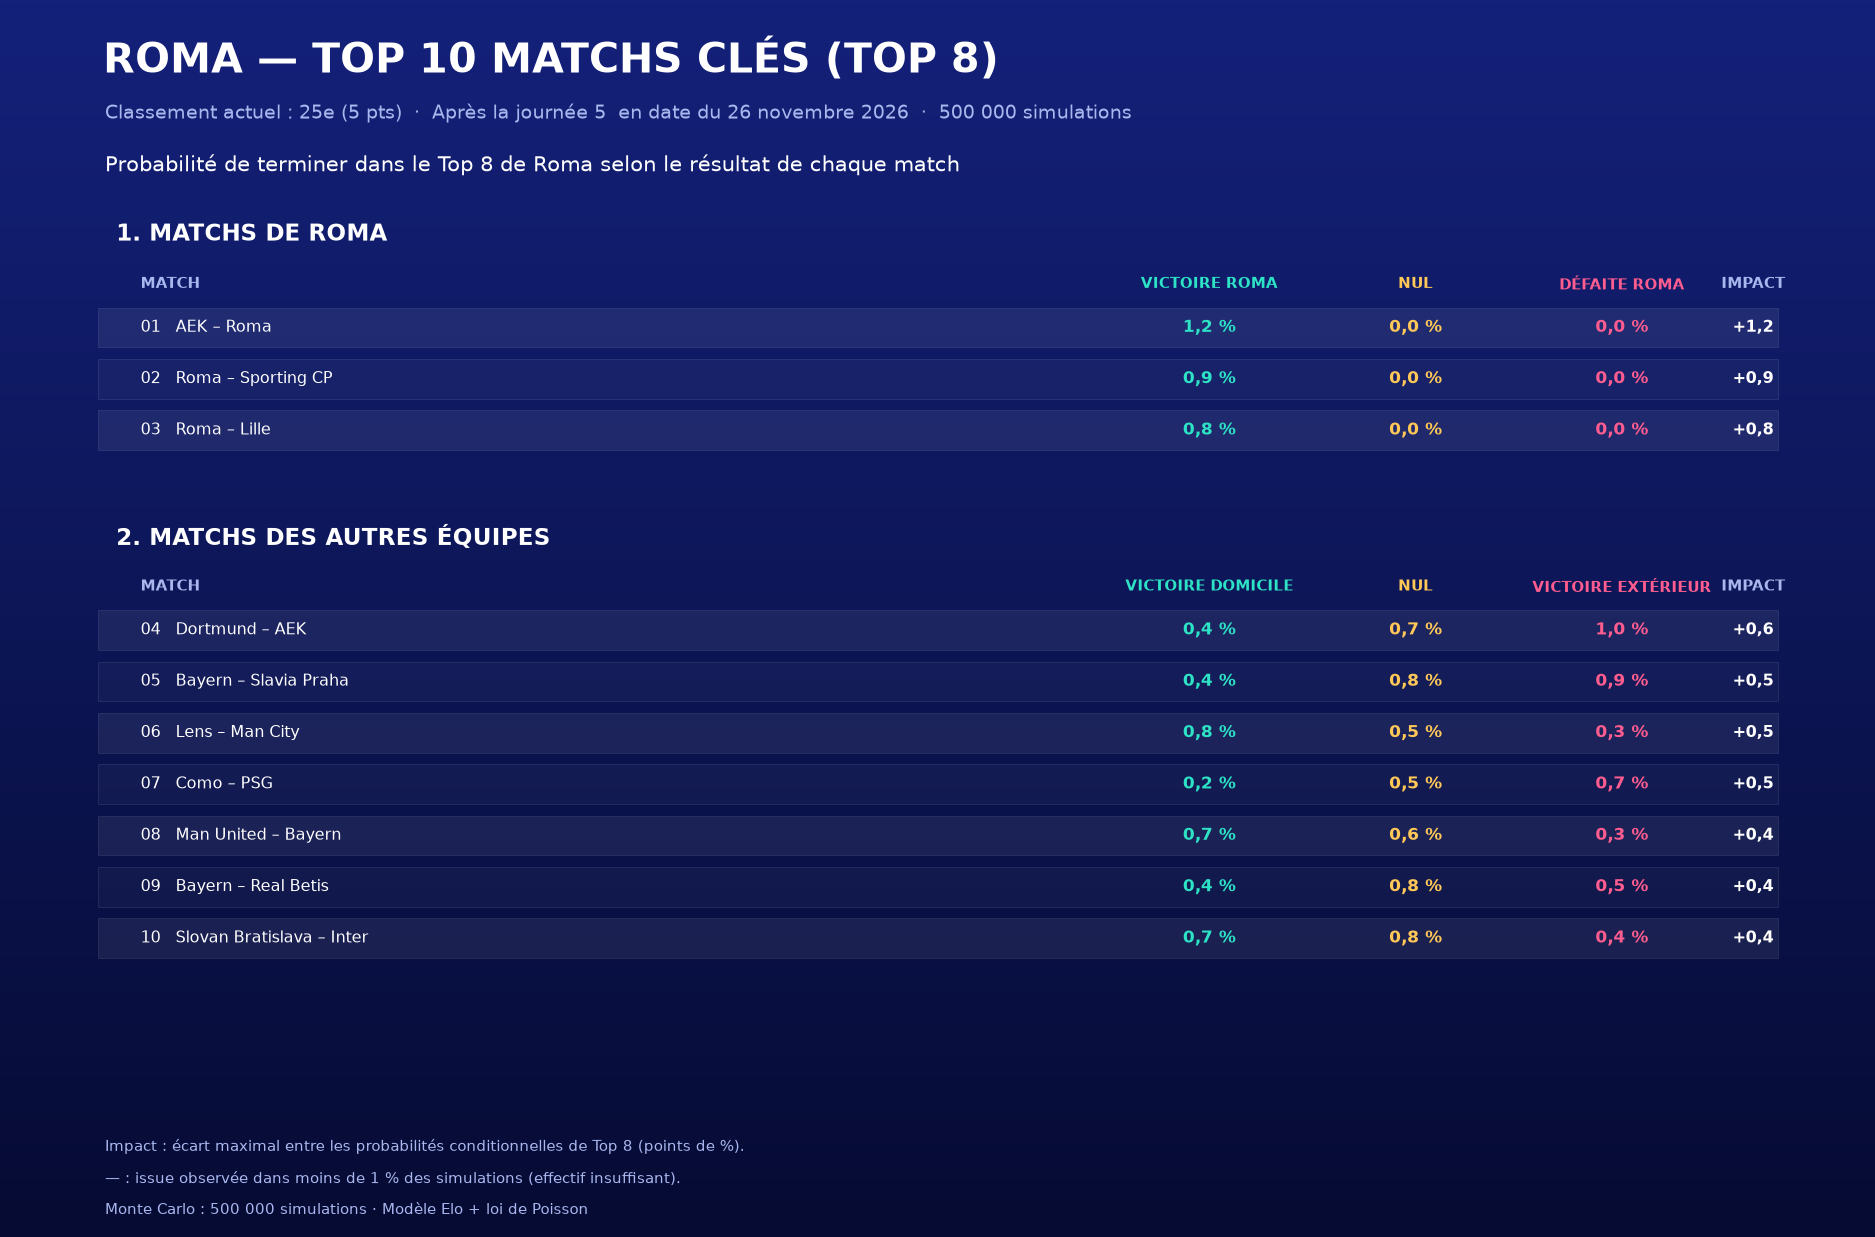 ROMA — TOP 10 MATCHS CLÉS (TOP 8)
Classement actuel : 25e (5 pts) · Après la journée 5 en date du 26 novembre 2026 · 500 000 simulations
Probabilité de terminer dans le Top 8 de Roma selon le résultat de chaque match
1. MATCHS DE ROMA
MATCH VICTOIRE ROMA NUL DÉFAITE ROMA IMPACT
01 AEK – Roma 1,2 % 0,0 % 0,0 % +1,2
02 Roma – Sporting CP 0,9 % 0,0 % 0,0 % +0,9
03 Roma – Lille 0,8 % 0,0 % 0,0 % +0,8
2. MATCHS DES AUTRES ÉQUIPES
MATCH VICTOIRE DOMICILE NUL VICTOIRE EXTÉRIEUR IMPACT
04 Dortmund – AEK 0,4 % 0,7 % 1,0 % +0,6
05 Bayern – Slavia Praha 0,4 % 0,8 % 0,9 % +0,5
06 Lens – Man City 0,8 % 0,5 % 0,3 % +0,5
07 Como – PSG 0,2 % 0,5 % 0,7 % +0,5
08 Man United – Bayern 0,7 % 0,6 % 0,3 % +0,4
09 Bayern – Real Betis 0,4 % 0,8 % 0,5 % +0,4
10 Slovan Bratislava – Inter 0,7 % 0,8 % 0,4 % +0,4
Impact : écart maximal entre les probabilités conditionnelles de Top 8 (points de %).
— : issue observée dans moins de 1 % des simulations (effectif insuffisant).
Monte Carlo : 500 000 simulations · Modèle Elo + loi de Poisson